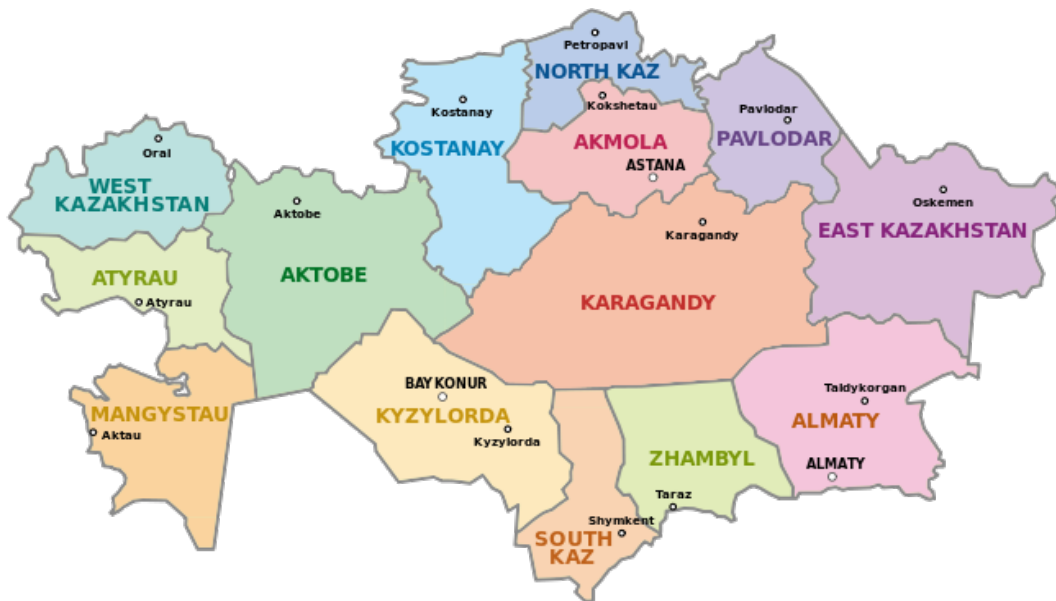 Petropavl
NORTH KAZ
Kokshetau
Kostanay
KOSTANAY
Pavlodar
PAVLODAR
AKMOLA
ASTANA
Oral
WEST
KAZAKHSTAN
Aktobe
AKTOBE
Karagandy
KARAGANDY
Oskemen
EAST KAZAKHSTAN
ATYRAU
Atyrau
MANGYSTAU
Aktau
BAYKONUR
KYZYLORDA
Kyzylorda
Taldykorgan
ALMATY
ALMATY
ZHAMBYL
Taraz
Shymkent
SOUTH
KAZ